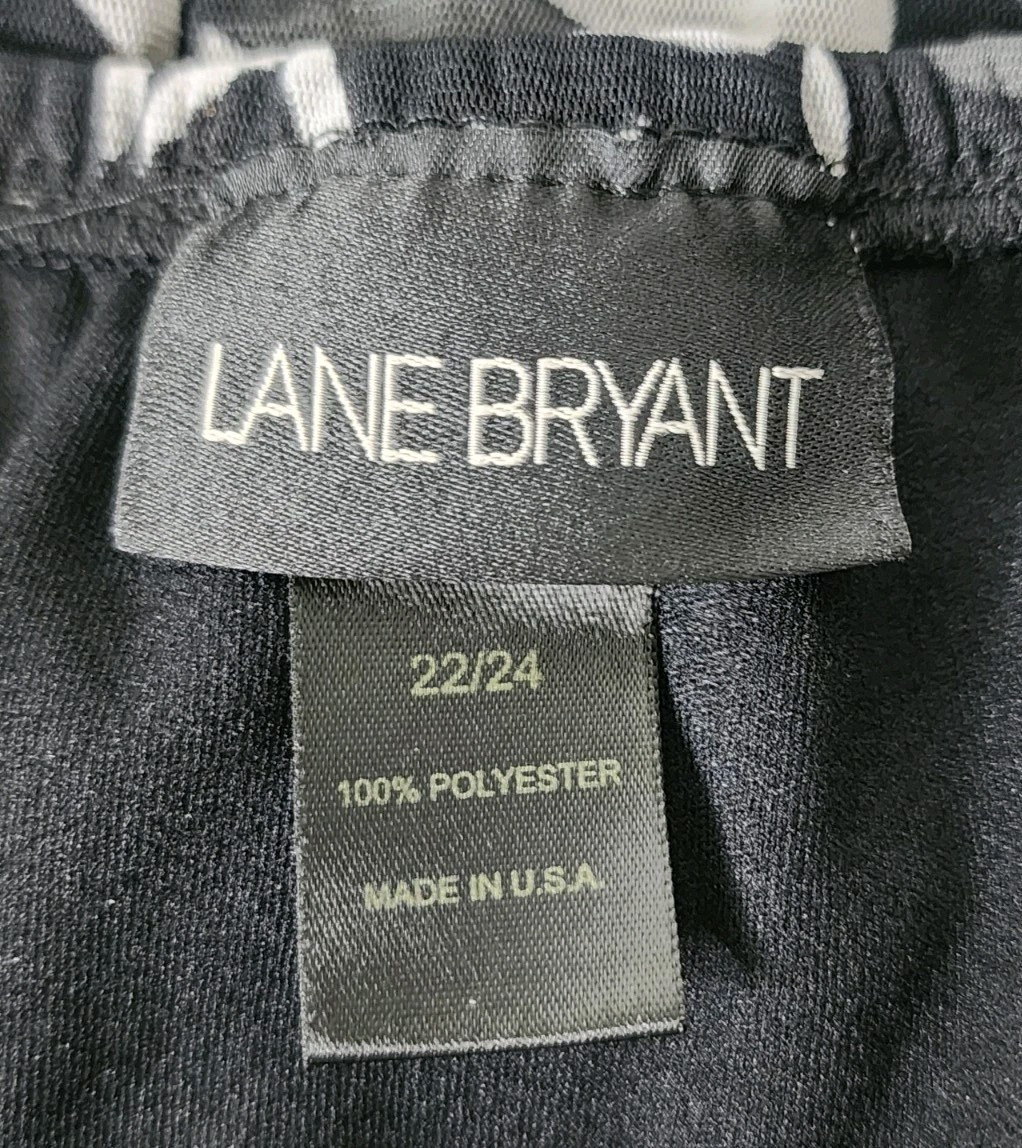 LANE BRYANT
22/24
100% POLYESTER
MADE IN U.S.A.